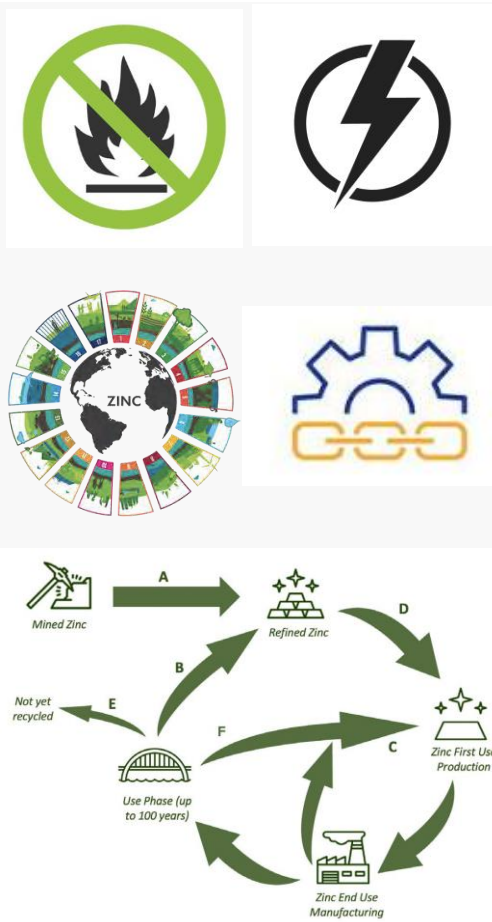 ZINC
A
Mined Zinc
Refined Zinc
D
B
Not yet
recycled
E
F
C
Zinc First Use
Production
Use Phase (up
to 100 years)
Zinc End Use
Manufacturing